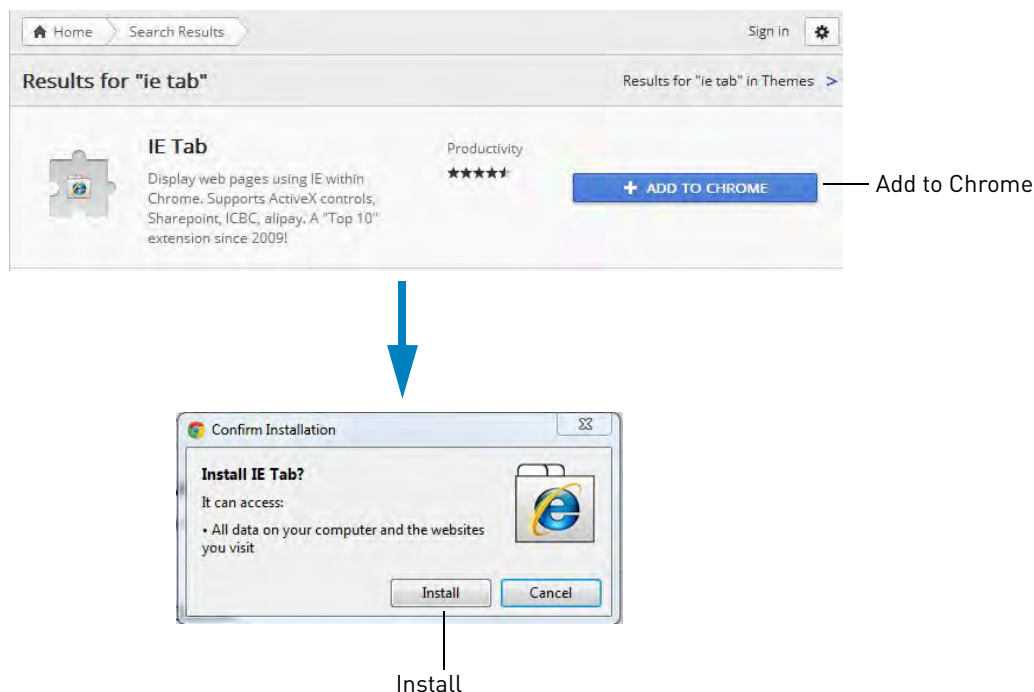 Home
Search Results
Sign in
Results for "ie tab"
Results for "ie tab" in Themes >
IE Tab
Display web pages using IE within
Chrome. Supports ActiveX controls,
Sharepoint, ICBC, alipay. A "Top 10"
extension since 2009!
Productivity
+ ADD TO CHROME
Add to Chrome
Confirm Installation
Install IE Tab?
It can access:
• All data on your computer and the websites
you visit
Install
Cancel
Install